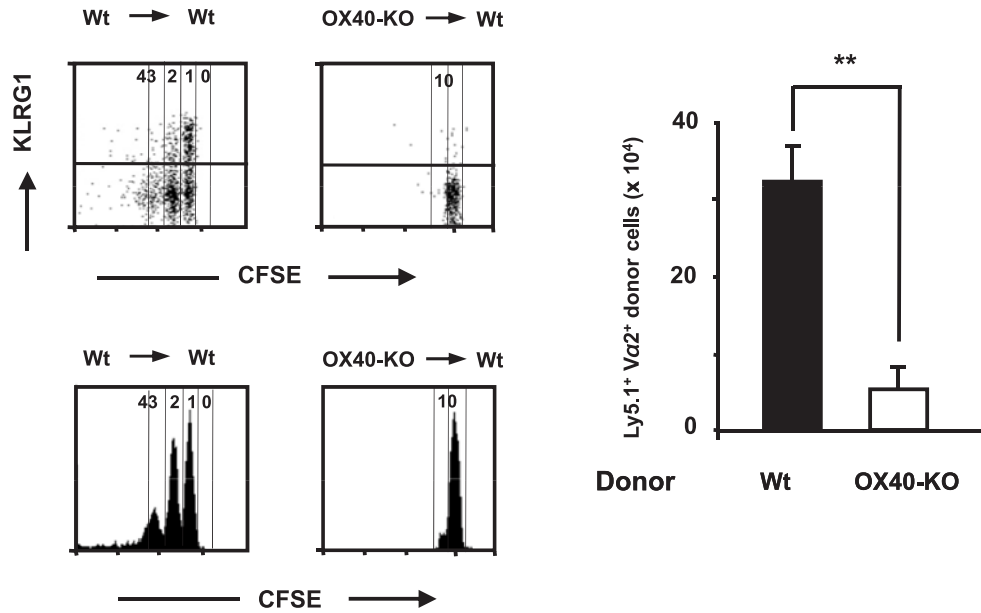 Wt Wt
OX40-KO Wt
43 2 1 0
10
KLRG1
CFSE
Wt Wt
OX40-KO Wt
43 2 1 0
10
CFSE
**
40
20
0
Ly5.1⁺ Vα2⁺ donor cells (x 10⁴)
Donor Wt OX40-KO